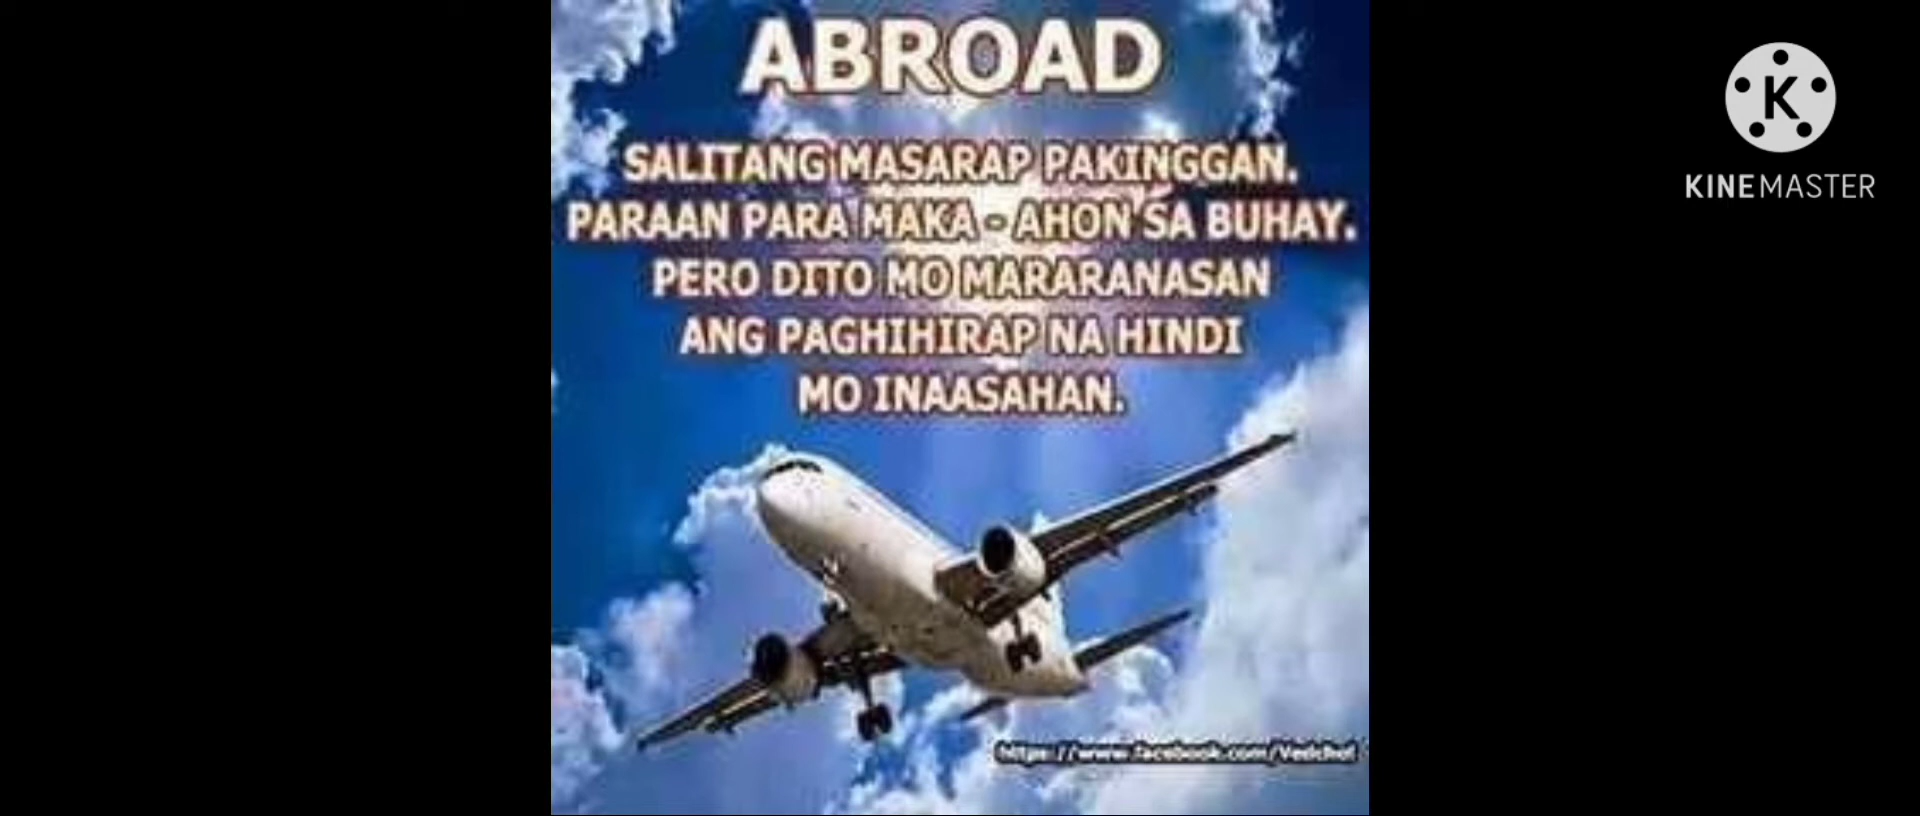 ABROAD
SALITANG MASARAP PAKINGGAN.
PARAAN PARA MAKA - AHON SA BUHAY.
PERO DITO MO MARARANASAN
ANG PAGHIHIRAP NA HINDI
MO INAASAHAN.
K
KINEMASTER